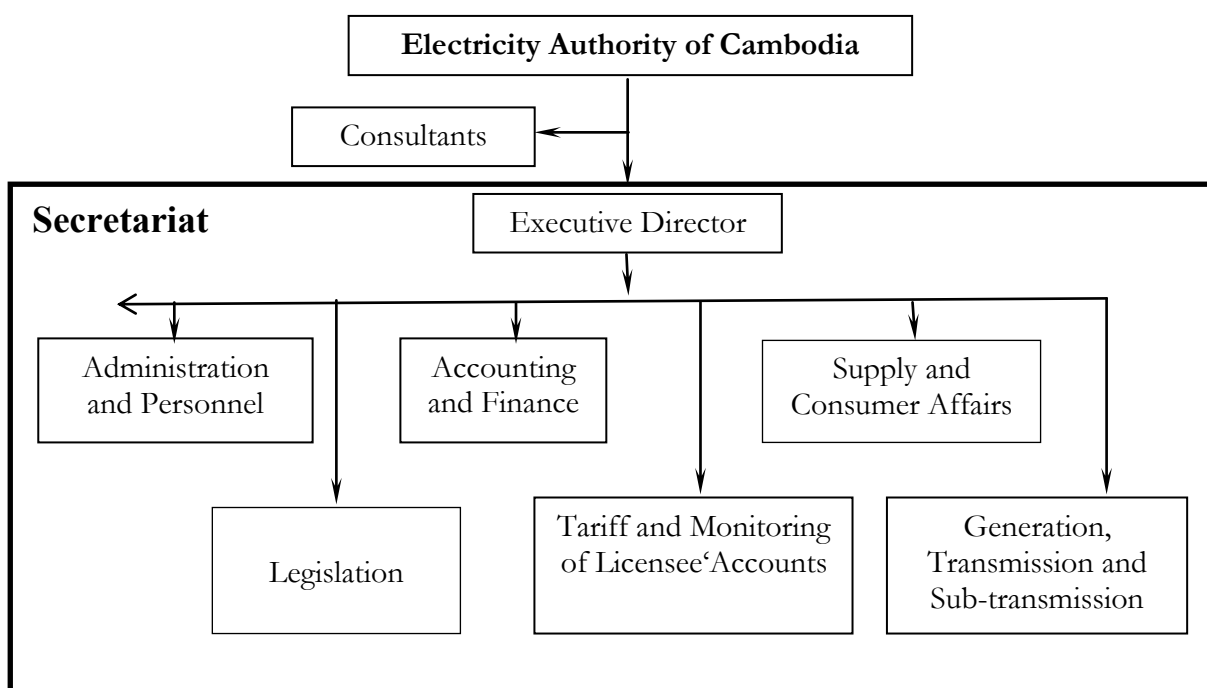 Electricity Authority of Cambodia
Consultants
Secretariat
Executive Director
Administration
and Personnel
Accounting
and Finance
Supply and
Consumer Affairs
Legislation
Tariff and Monitoring
of Licensee‘Accounts
Generation,
Transmission and
Sub-transmission